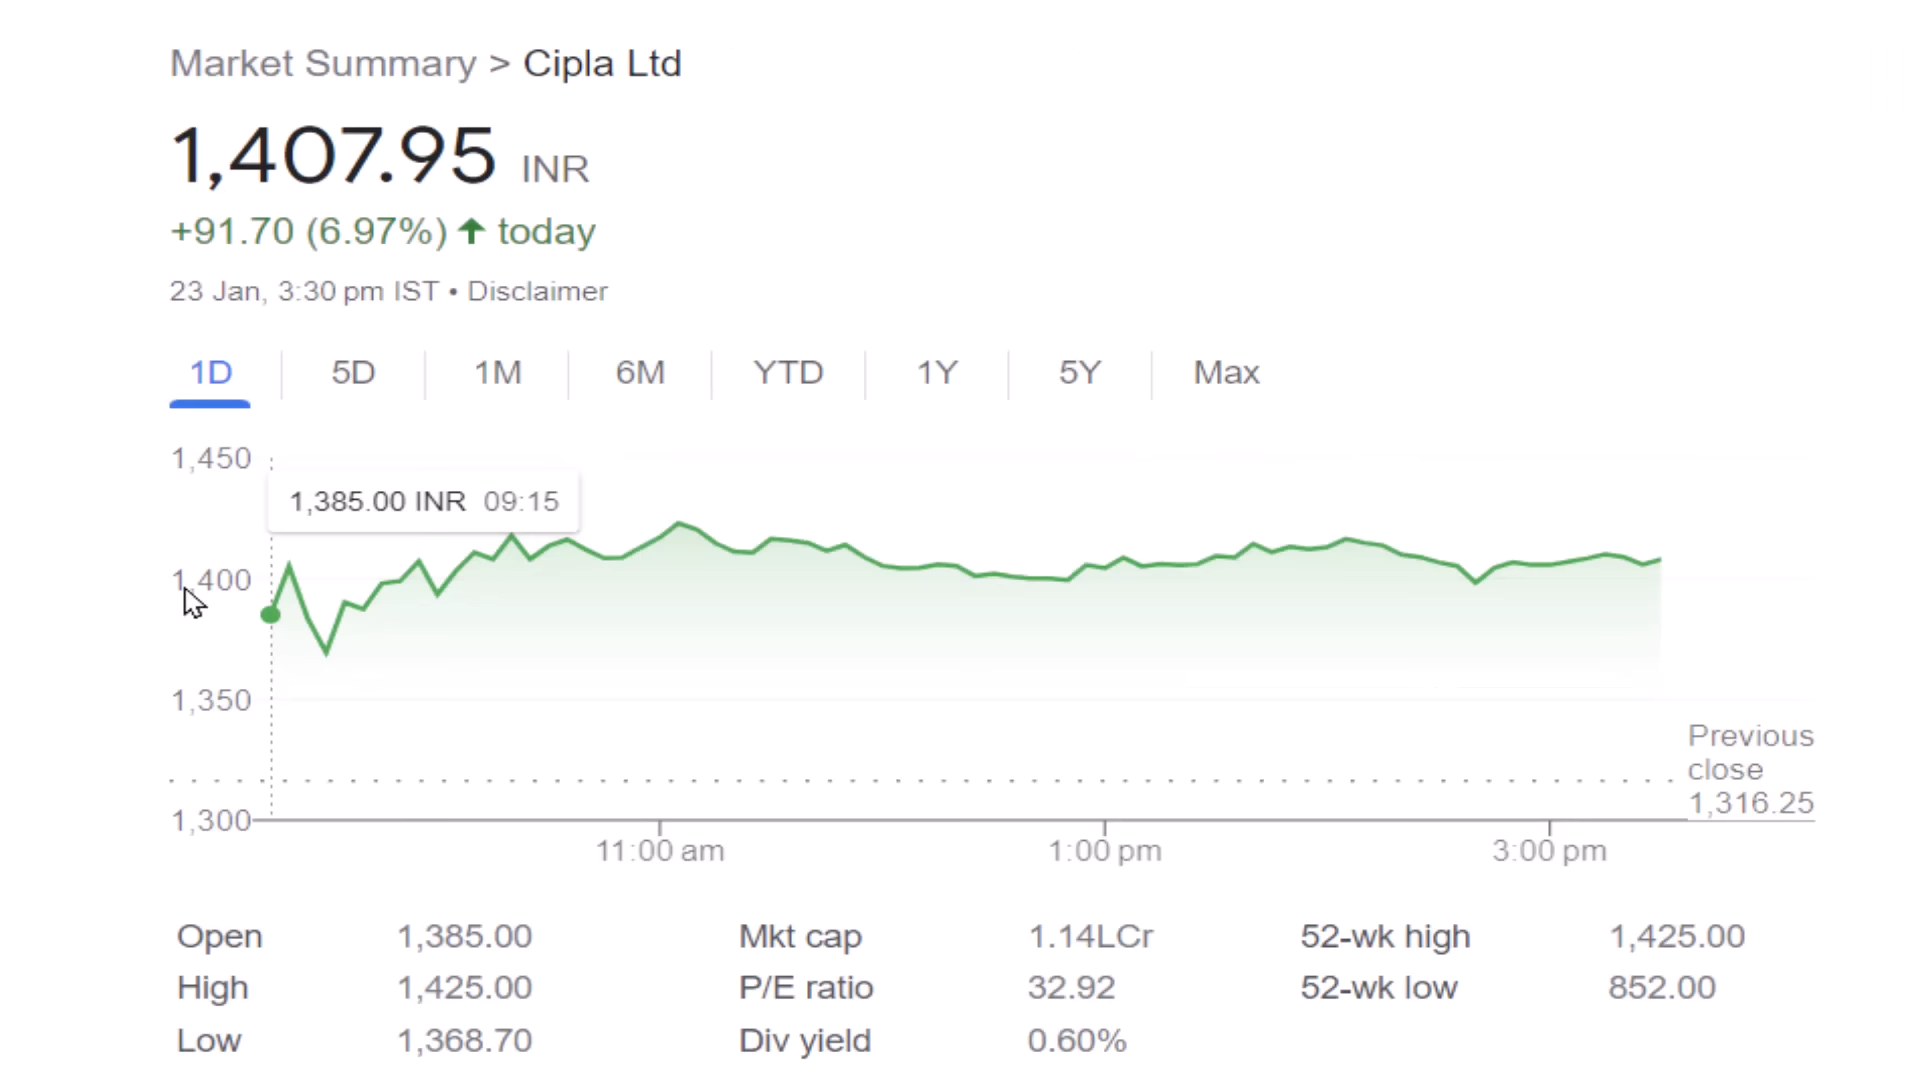 Market Summary > Cipla Ltd
1,407.95 INR
+91.70 (6.97%) ↑ today
23 Jan, 3:30 pm IST • Disclaimer
1D 5D 1M 6M YTD 1Y 5Y Max
1,450
1,385.00 INR 09:15
1,400
1,350
Previous
close
1,316.25
1,300
11:00 am 1:00 pm 3:00 pm
Open 1,385.00 Mkt cap 1.14LCr 52-wk high 1,425.00
High 1,425.00 P/E ratio 32.92 52-wk low 852.00
Low 1,368.70 Div yield 0.60%